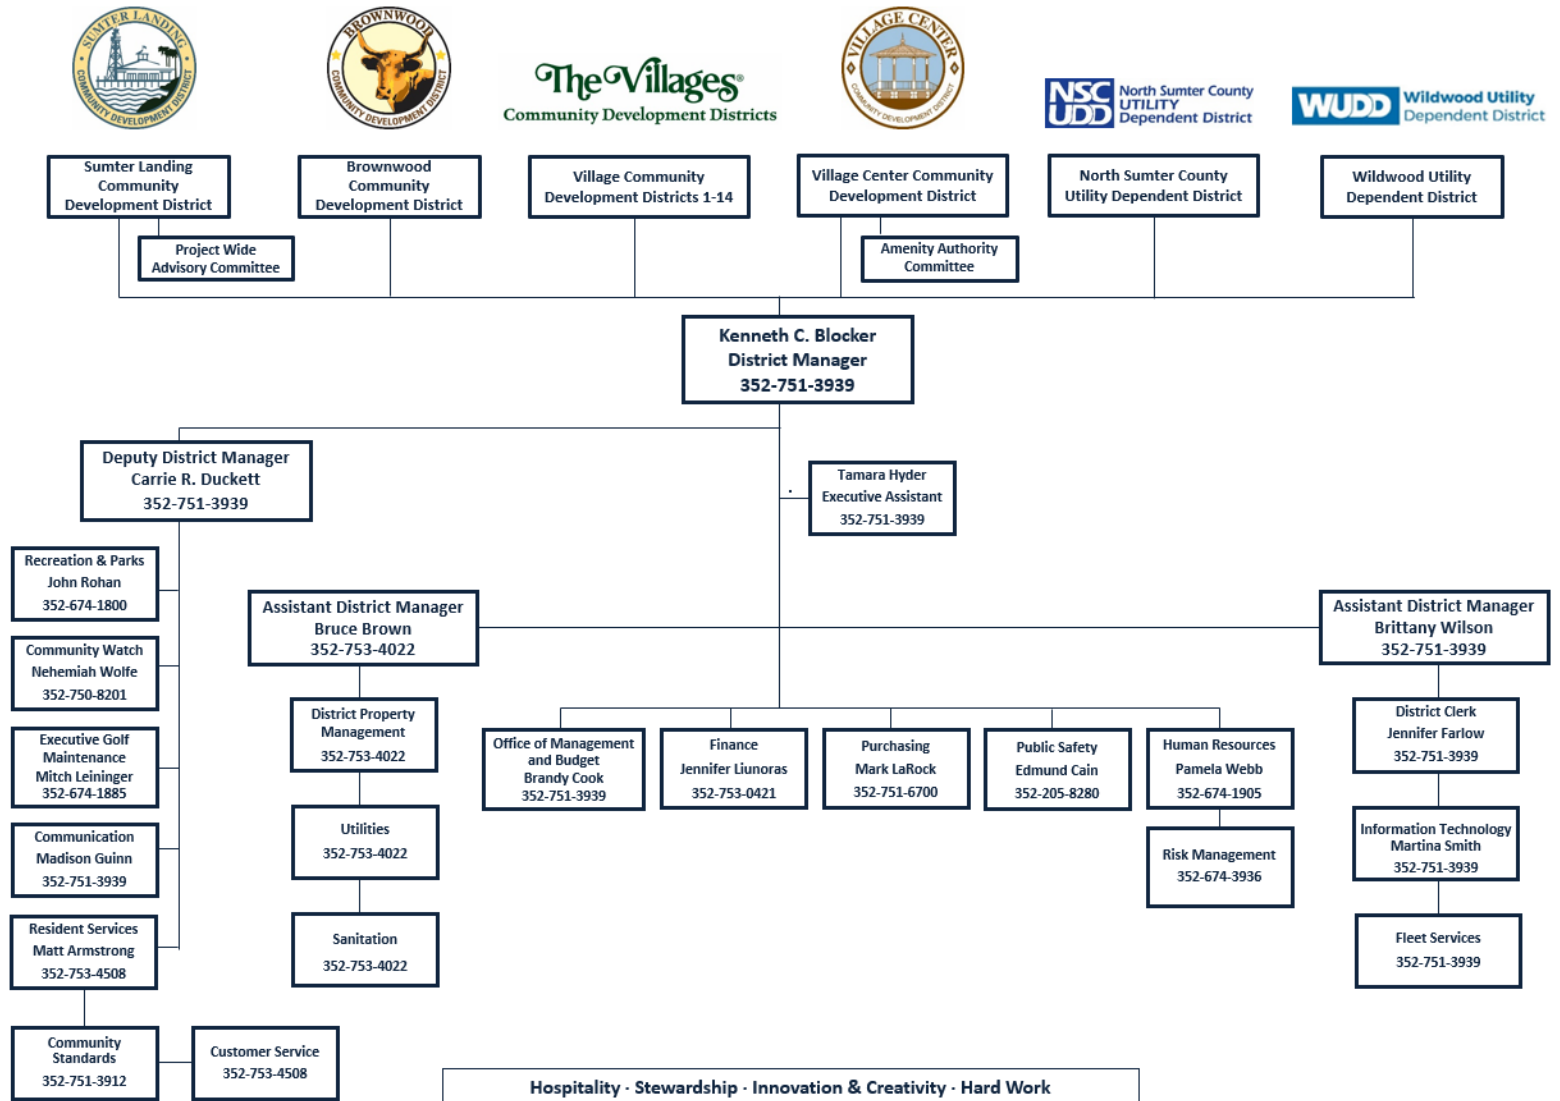 SUMTER LANDING
COMMUNITY DEVELOPMENT DISTRICT
BROWNWOOD
COMMUNITY DEVELOPMENT DISTRICT
The Villages®
Community Development Districts
VILLAGE CENTER
COMMUNITY DEVELOPMENT DISTRICT
NSC
UDD
North Sumter County
UTILITY
Dependent District
WUDD
Wildwood Utility
Dependent District
Sumter Landing
Community
Development District
Brownwood
Community
Development District
Village Community
Development Districts 1-14
Village Center Community
Development District
North Sumter County
Utility Dependent District
Wildwood Utility
Dependent District
Project Wide
Advisory Committee
Amenity Authority
Committee
Kenneth C. Blocker
District Manager
352-751-3939
Deputy District Manager
Carrie R. Duckett
352-751-3939
Tamara Hyder
Executive Assistant
352-751-3939
Recreation & Parks
John Rohan
352-674-1800
Community Watch
Nehemiah Wolfe
352-750-8201
Executive Golf
Maintenance
Mitch Leininger
352-674-1885
Communication
Madison Guinn
352-751-3939
Resident Services
Matt Armstrong
352-753-4508
Community
Standards
352-751-3912
Customer Service
352-753-4508
Assistant District Manager
Bruce Brown
352-753-4022
District Property
Management
352-753-4022
Utilities
352-753-4022
Sanitation
352-753-4022
Office of Management
and Budget
Brandy Cook
352-751-3939
Finance
Jennifer Liunoras
352-753-0421
Purchasing
Mark LaRock
352-751-6700
Public Safety
Edmund Cain
352-205-8280
Human Resources
Pamela Webb
352-674-1905
Risk Management
352-674-3936
Assistant District Manager
Brittany Wilson
352-751-3939
District Clerk
Jennifer Farlow
352-751-3939
Information Technology
Martina Smith
352-751-3939
Fleet Services
352-751-3939
Hospitality · Stewardship · Innovation & Creativity · Hard Work